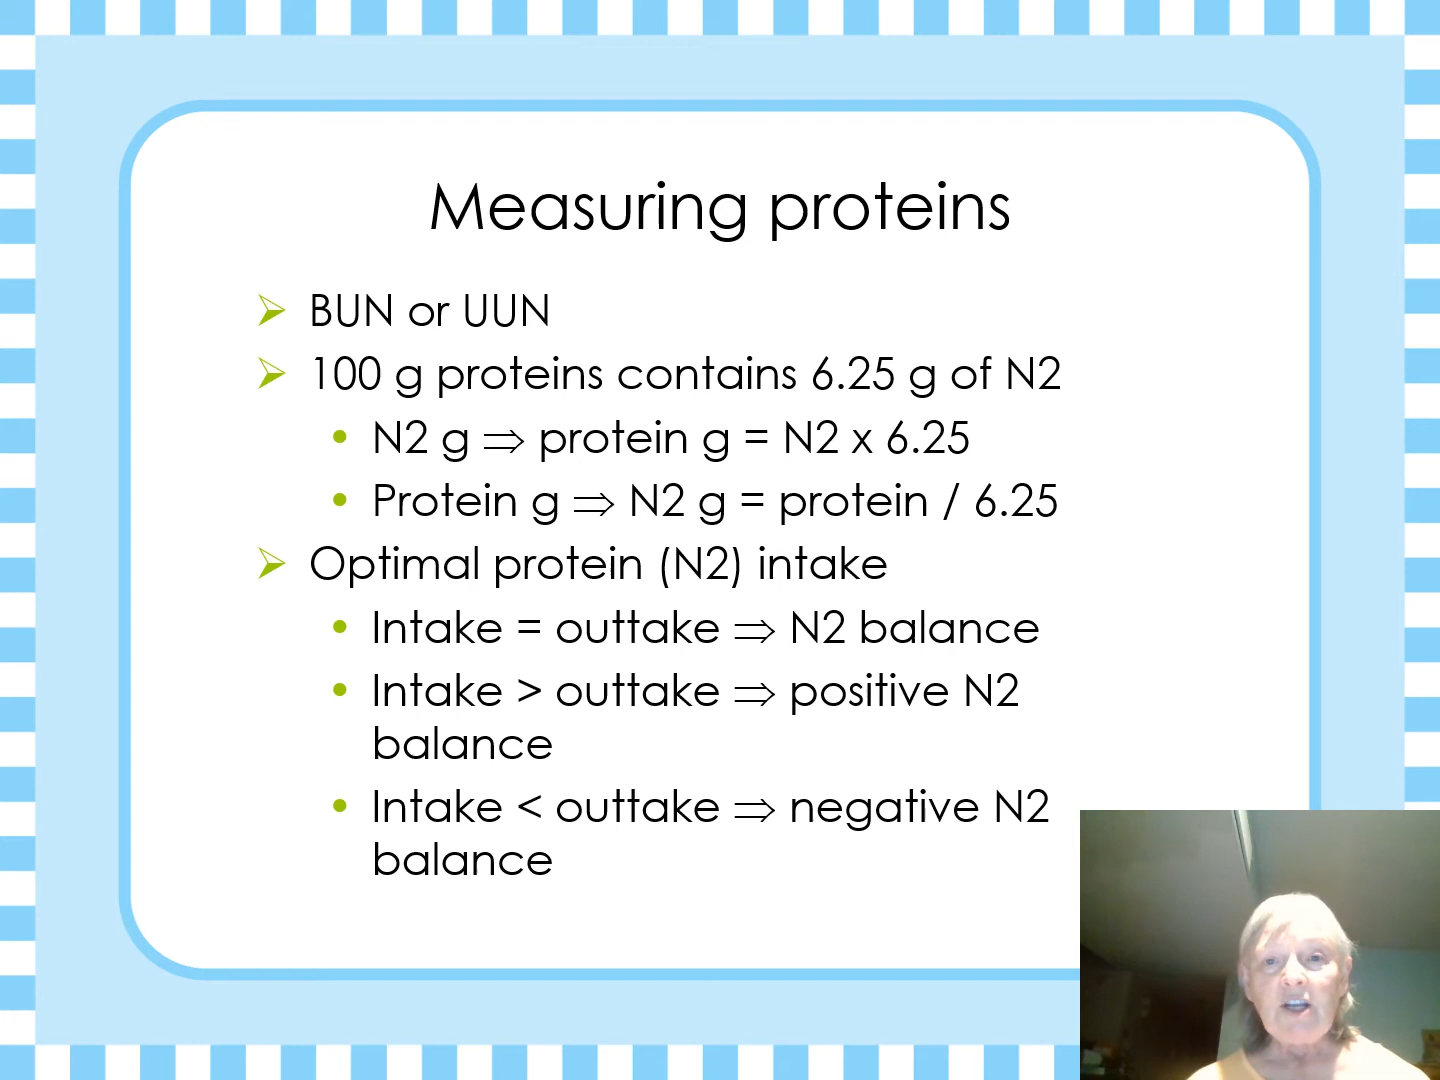 Measuring proteins
BUN or UUN
100 g proteins contains 6.25 g of N2
N2 g ⇒ protein g = N2 x 6.25
Protein g ⇒ N2 g = protein / 6.25
Optimal protein (N2) intake
Intake = outtake ⇒ N2 balance
Intake > outtake ⇒ positive N2
balance
Intake < outtake ⇒ negative N2
balance